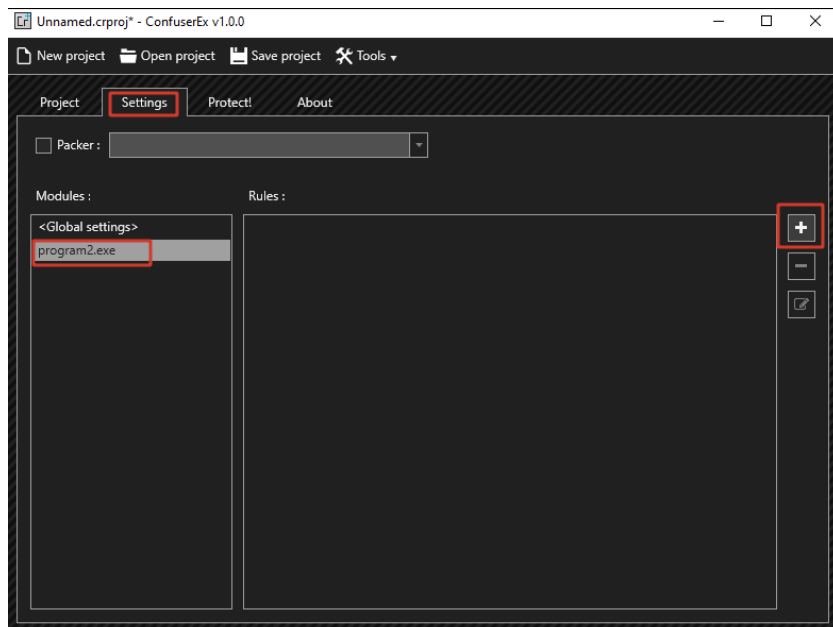 Unnamed.crproj* - ConfuserEx v1.0.0
New project Open project Save project Tools
Project Settings Protect! About
Packer :
Modules : Rules :
<Global settings>
program2.exe